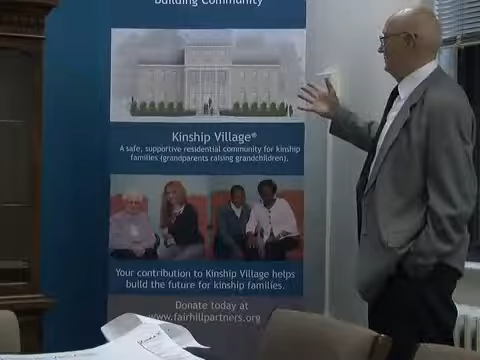 Building Community
Kinship Village®
A safe, supportive residential community for kinship
families (grandparents raising grandchildren).
Your contribution to Kinship Village helps
build the future for kinship families.
Donate today at
www.fairhillpartners.org